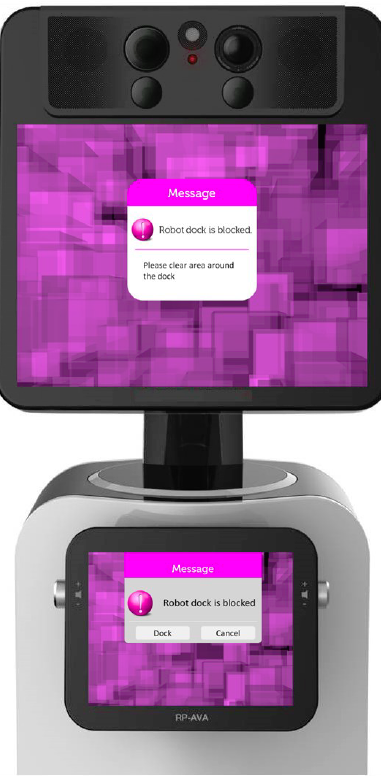 Message
Robot dock is blocked.
Please clear area around
the dock
Message
Robot dock is blocked
Dock
Cancel
+
-
+
-
RP-AVA